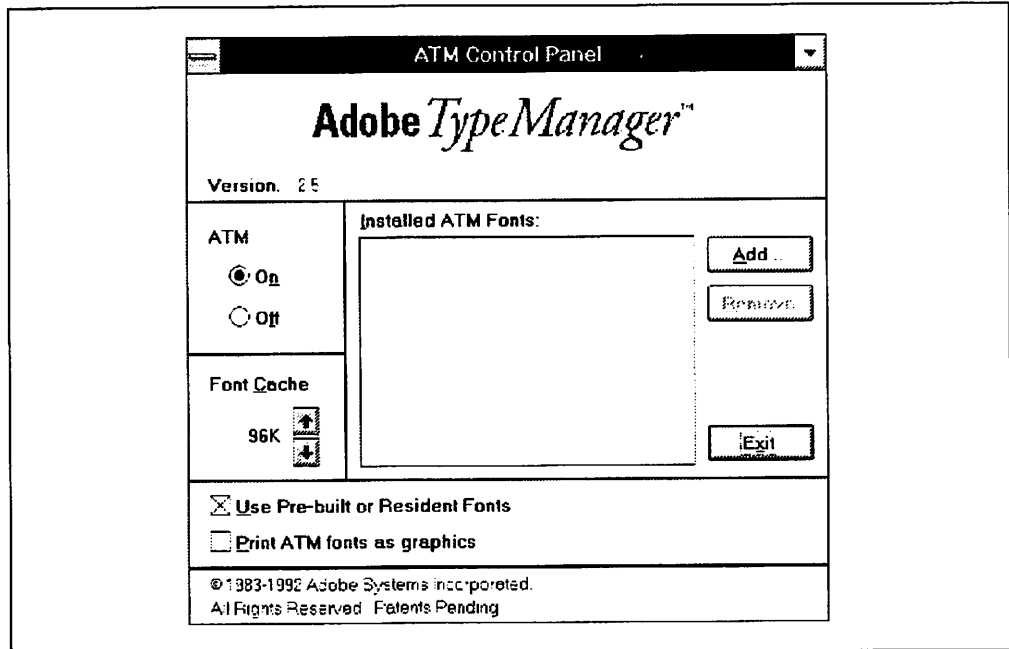 ATM Control Panel
Adobe Type Manager™
Version. 2.5
ATM
On
Off
Font Cache
96K
Installed ATM Fonts:
Add ..
Remove
Exit
Use Pre-built or Resident Fonts
Print ATM fonts as graphics
© 1983-1992 Adobe Systems Incorporated.
All Rights Reserved Patents Pending